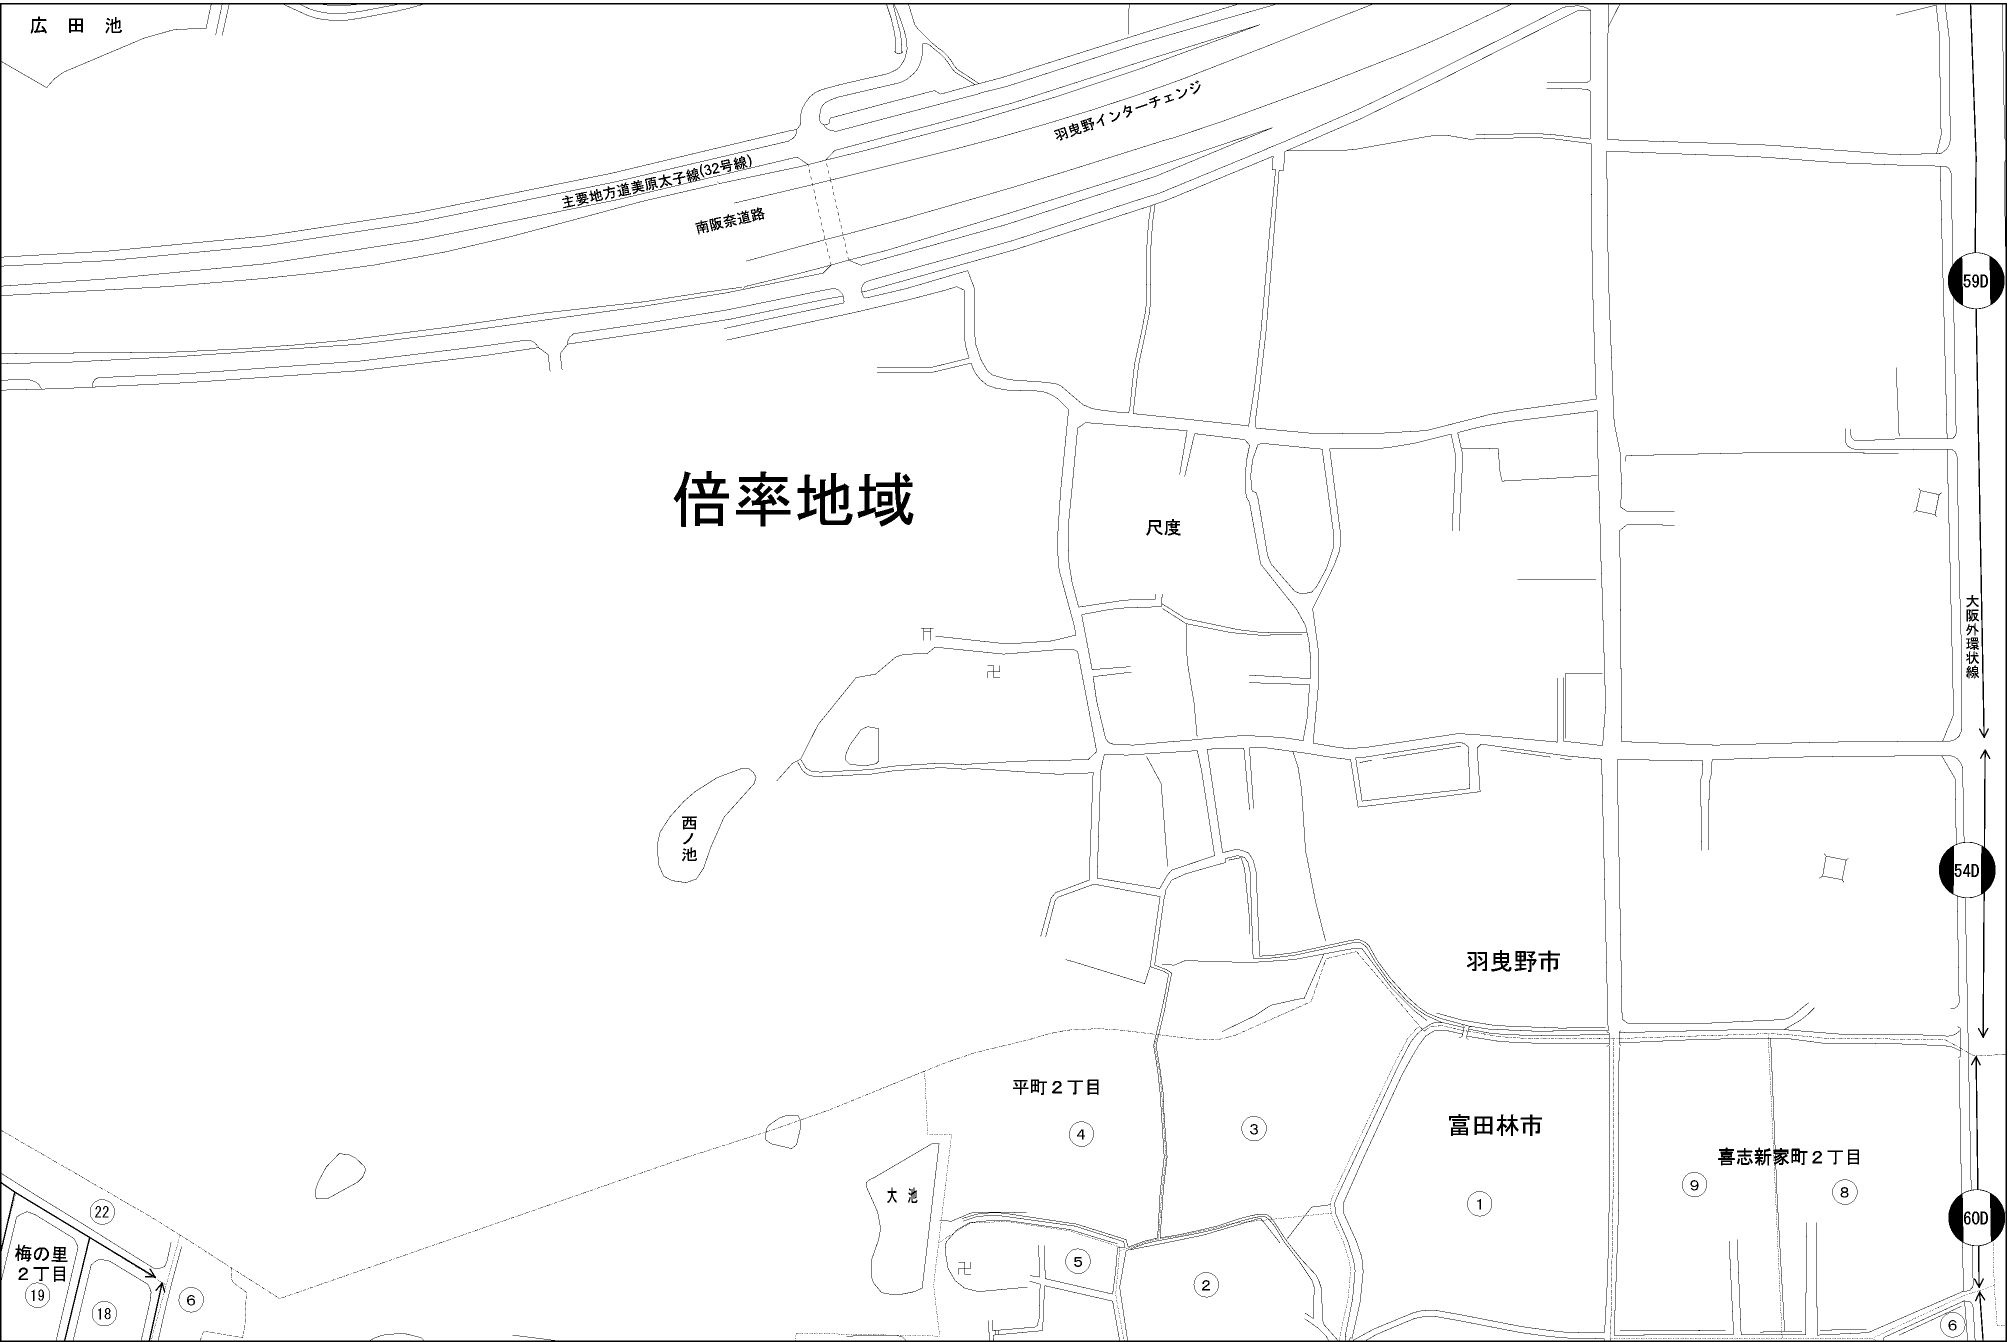 広田池
羽曳野インターチェンジ
主要地方道美原太子線(32号線)
南阪奈道路
59D
倍率地域
尺度
大阪外環状線
西ノ池
54D
羽曳野市
平町2丁目
④
③
富田林市
喜志新家町2丁目
⑨
⑧
①
大池
60D
㉒
梅の里
2丁目
⑲
⑱
⑥
⑤
②
⑥